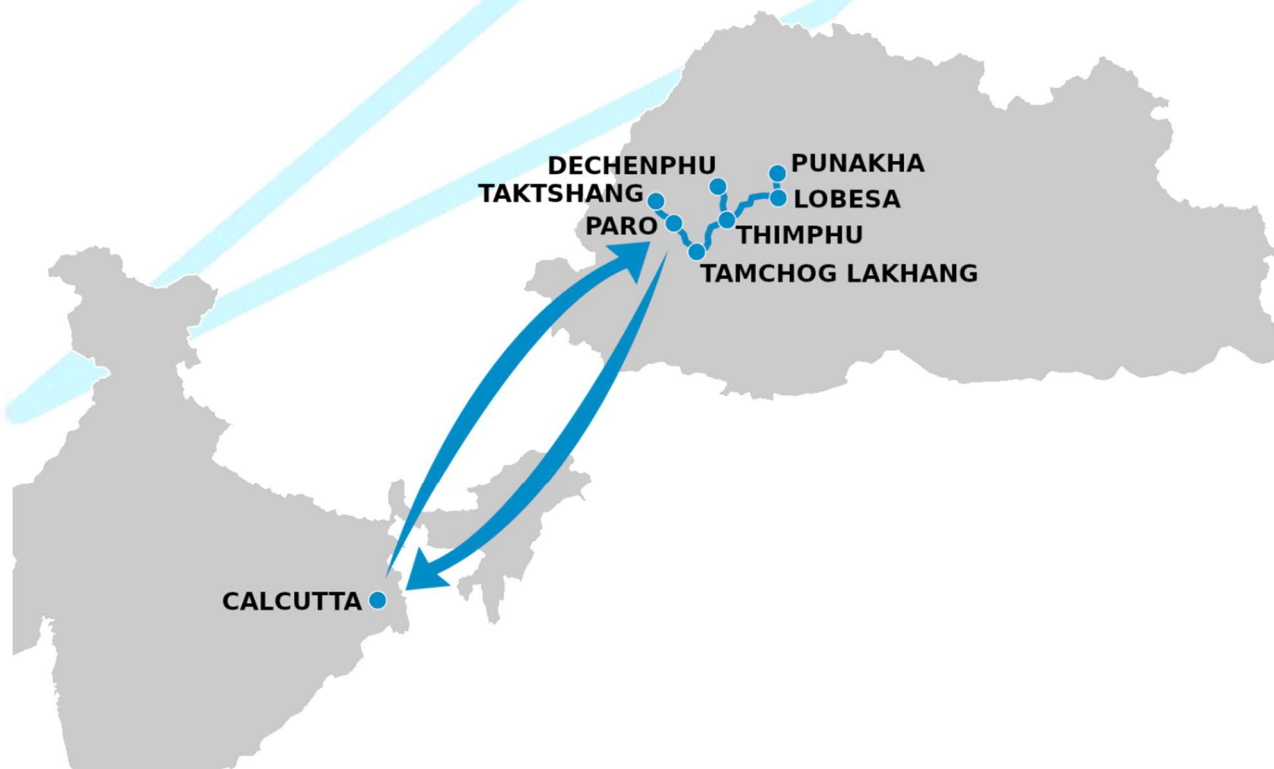 DECHENPHU
PUNAKHA
TAKTSHANG
LOBESA
PARO
THIMPHU
TAMCHOG LAKHANG
CALCUTTA